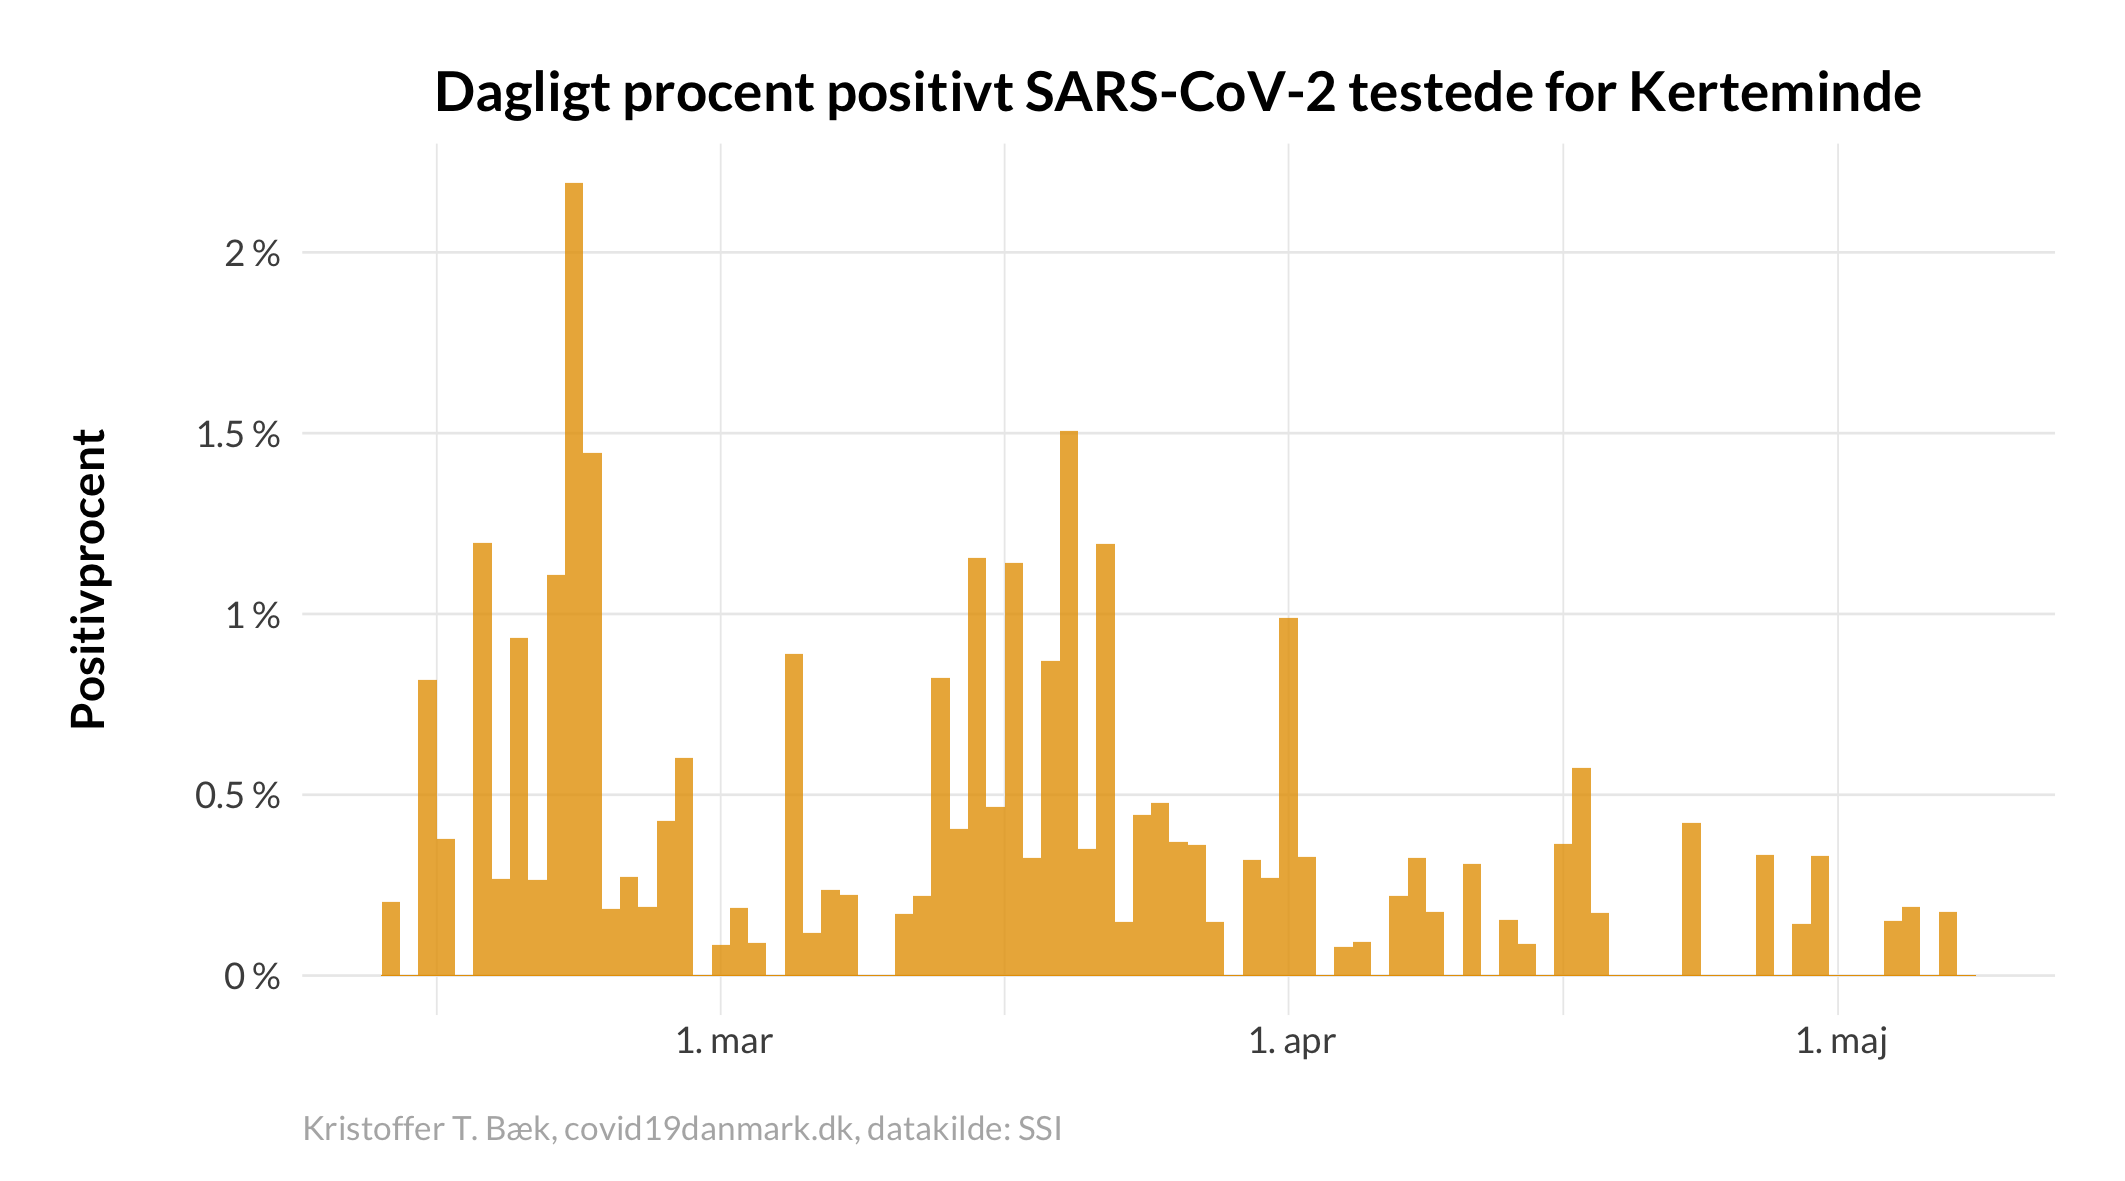 Dagligt procent positivt SARS-CoV-2 testede for Kerteminde
Positivprocent
2 %
1.5 %
1 %
0.5 %
0 %
1. mar
1. apr
1. maj
Kristoffer T. Bæk, covid19danmark.dk, datakilde: SSI